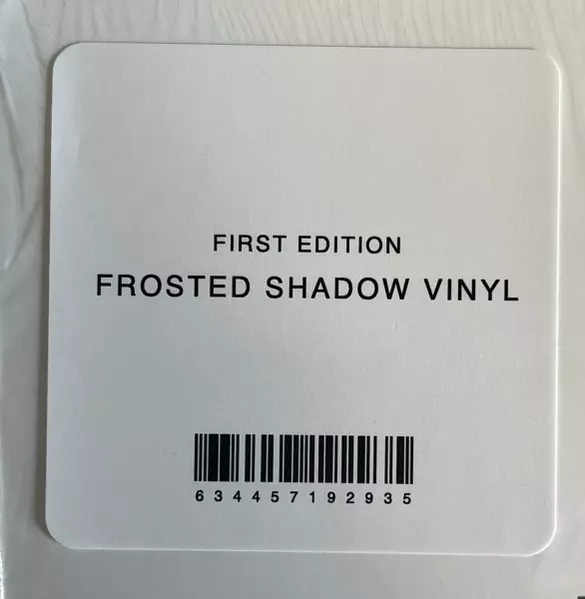 FIRST EDITION
FROSTED SHADOW VINYL
634457192935